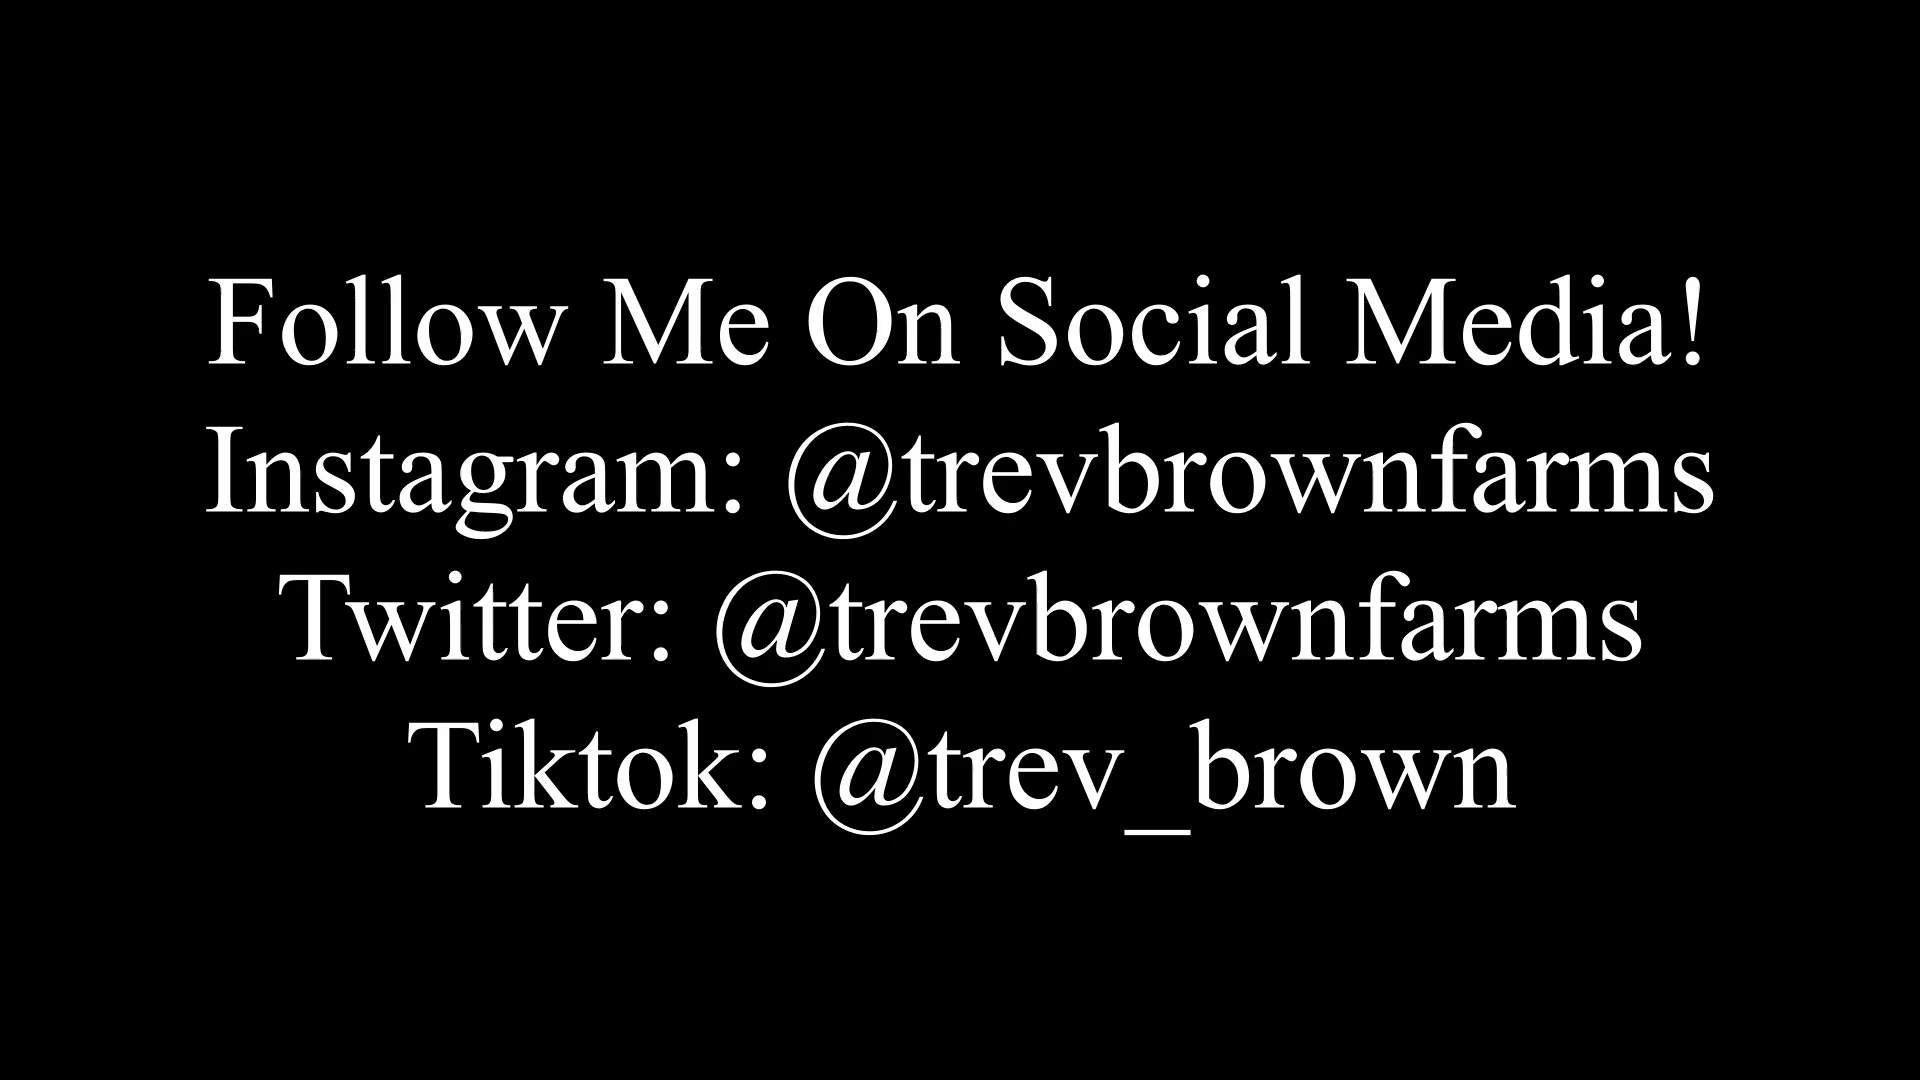 Follow Me On Social Media!
Instagram: @trevbrownfarms
Twitter: @trevbrownfarms
Tiktok: @trev_brown